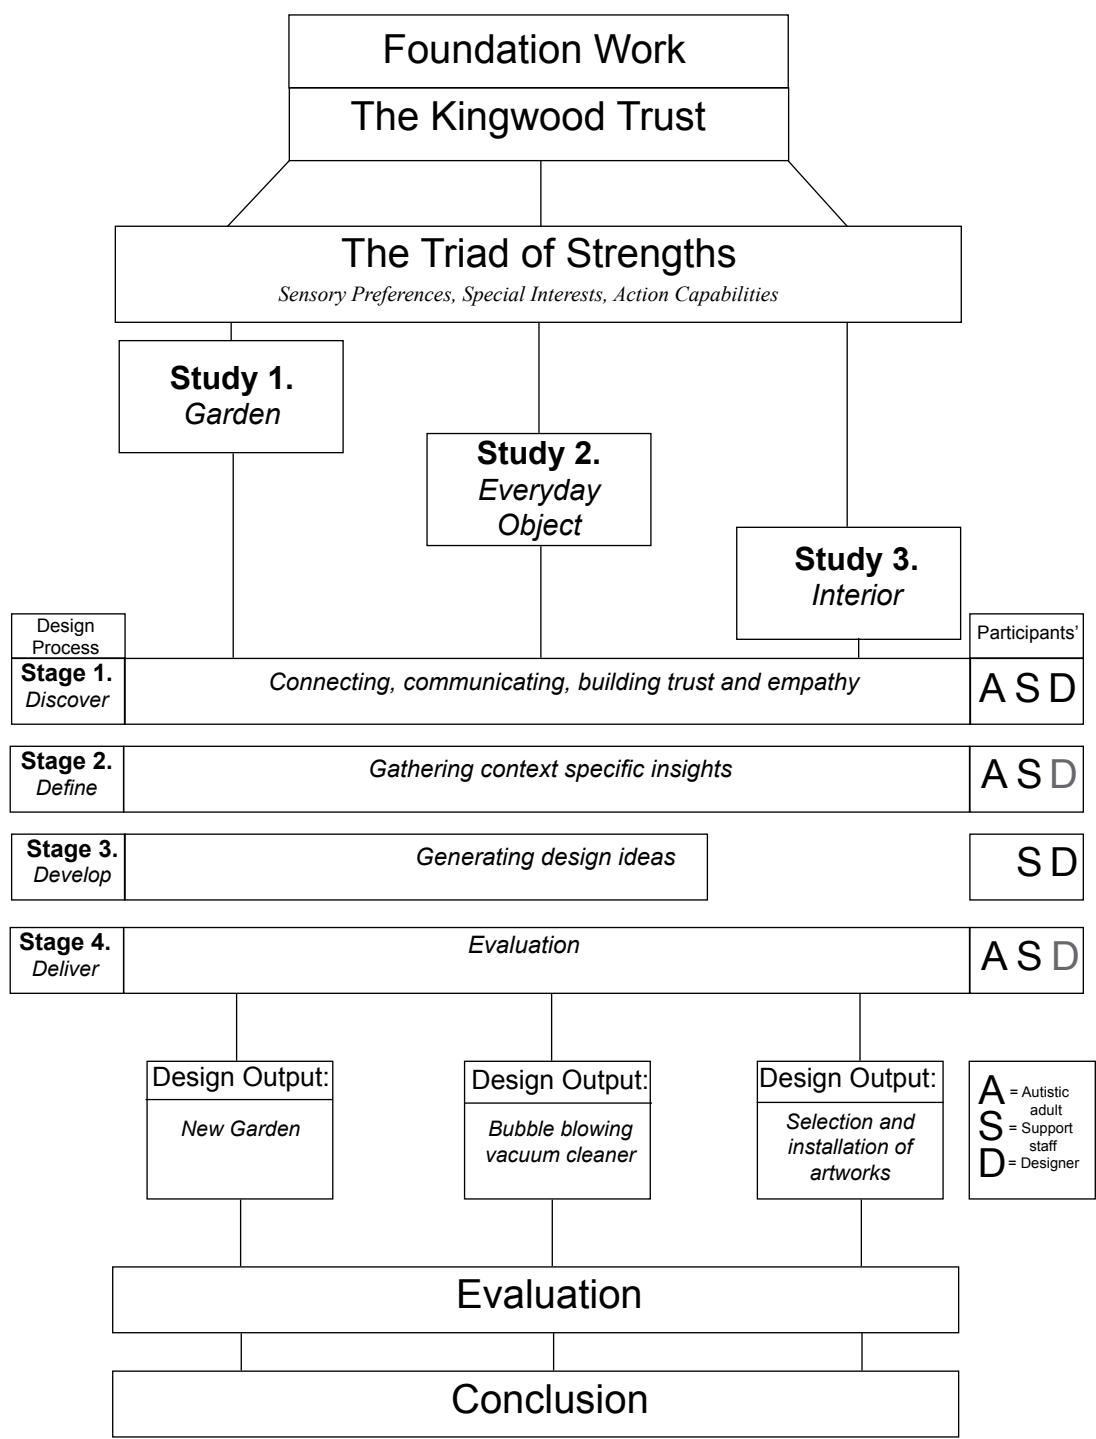 Foundation Work
The Kingwood Trust
The Triad of Strengths
Sensory Preferences, Special Interests, Action Capabilities
Study 1.
Garden
Study 2.
Everyday
Object
Study 3.
Interior
Design
Process
Participants'
Stage 1.
Discover
Connecting, communicating, building trust and empathy
A S D
Stage 2.
Define
Gathering context specific insights
A S D
Stage 3.
Develop
Generating design ideas
S D
Stage 4.
Deliver
Evaluation
A S D
Design Output:
New Garden
Design Output:
Bubble blowing
vacuum cleaner
Design Output:
Selection and
installation of
artworks
A = Autistic
adult
S = Support
staff
D = Designer
Evaluation
Conclusion